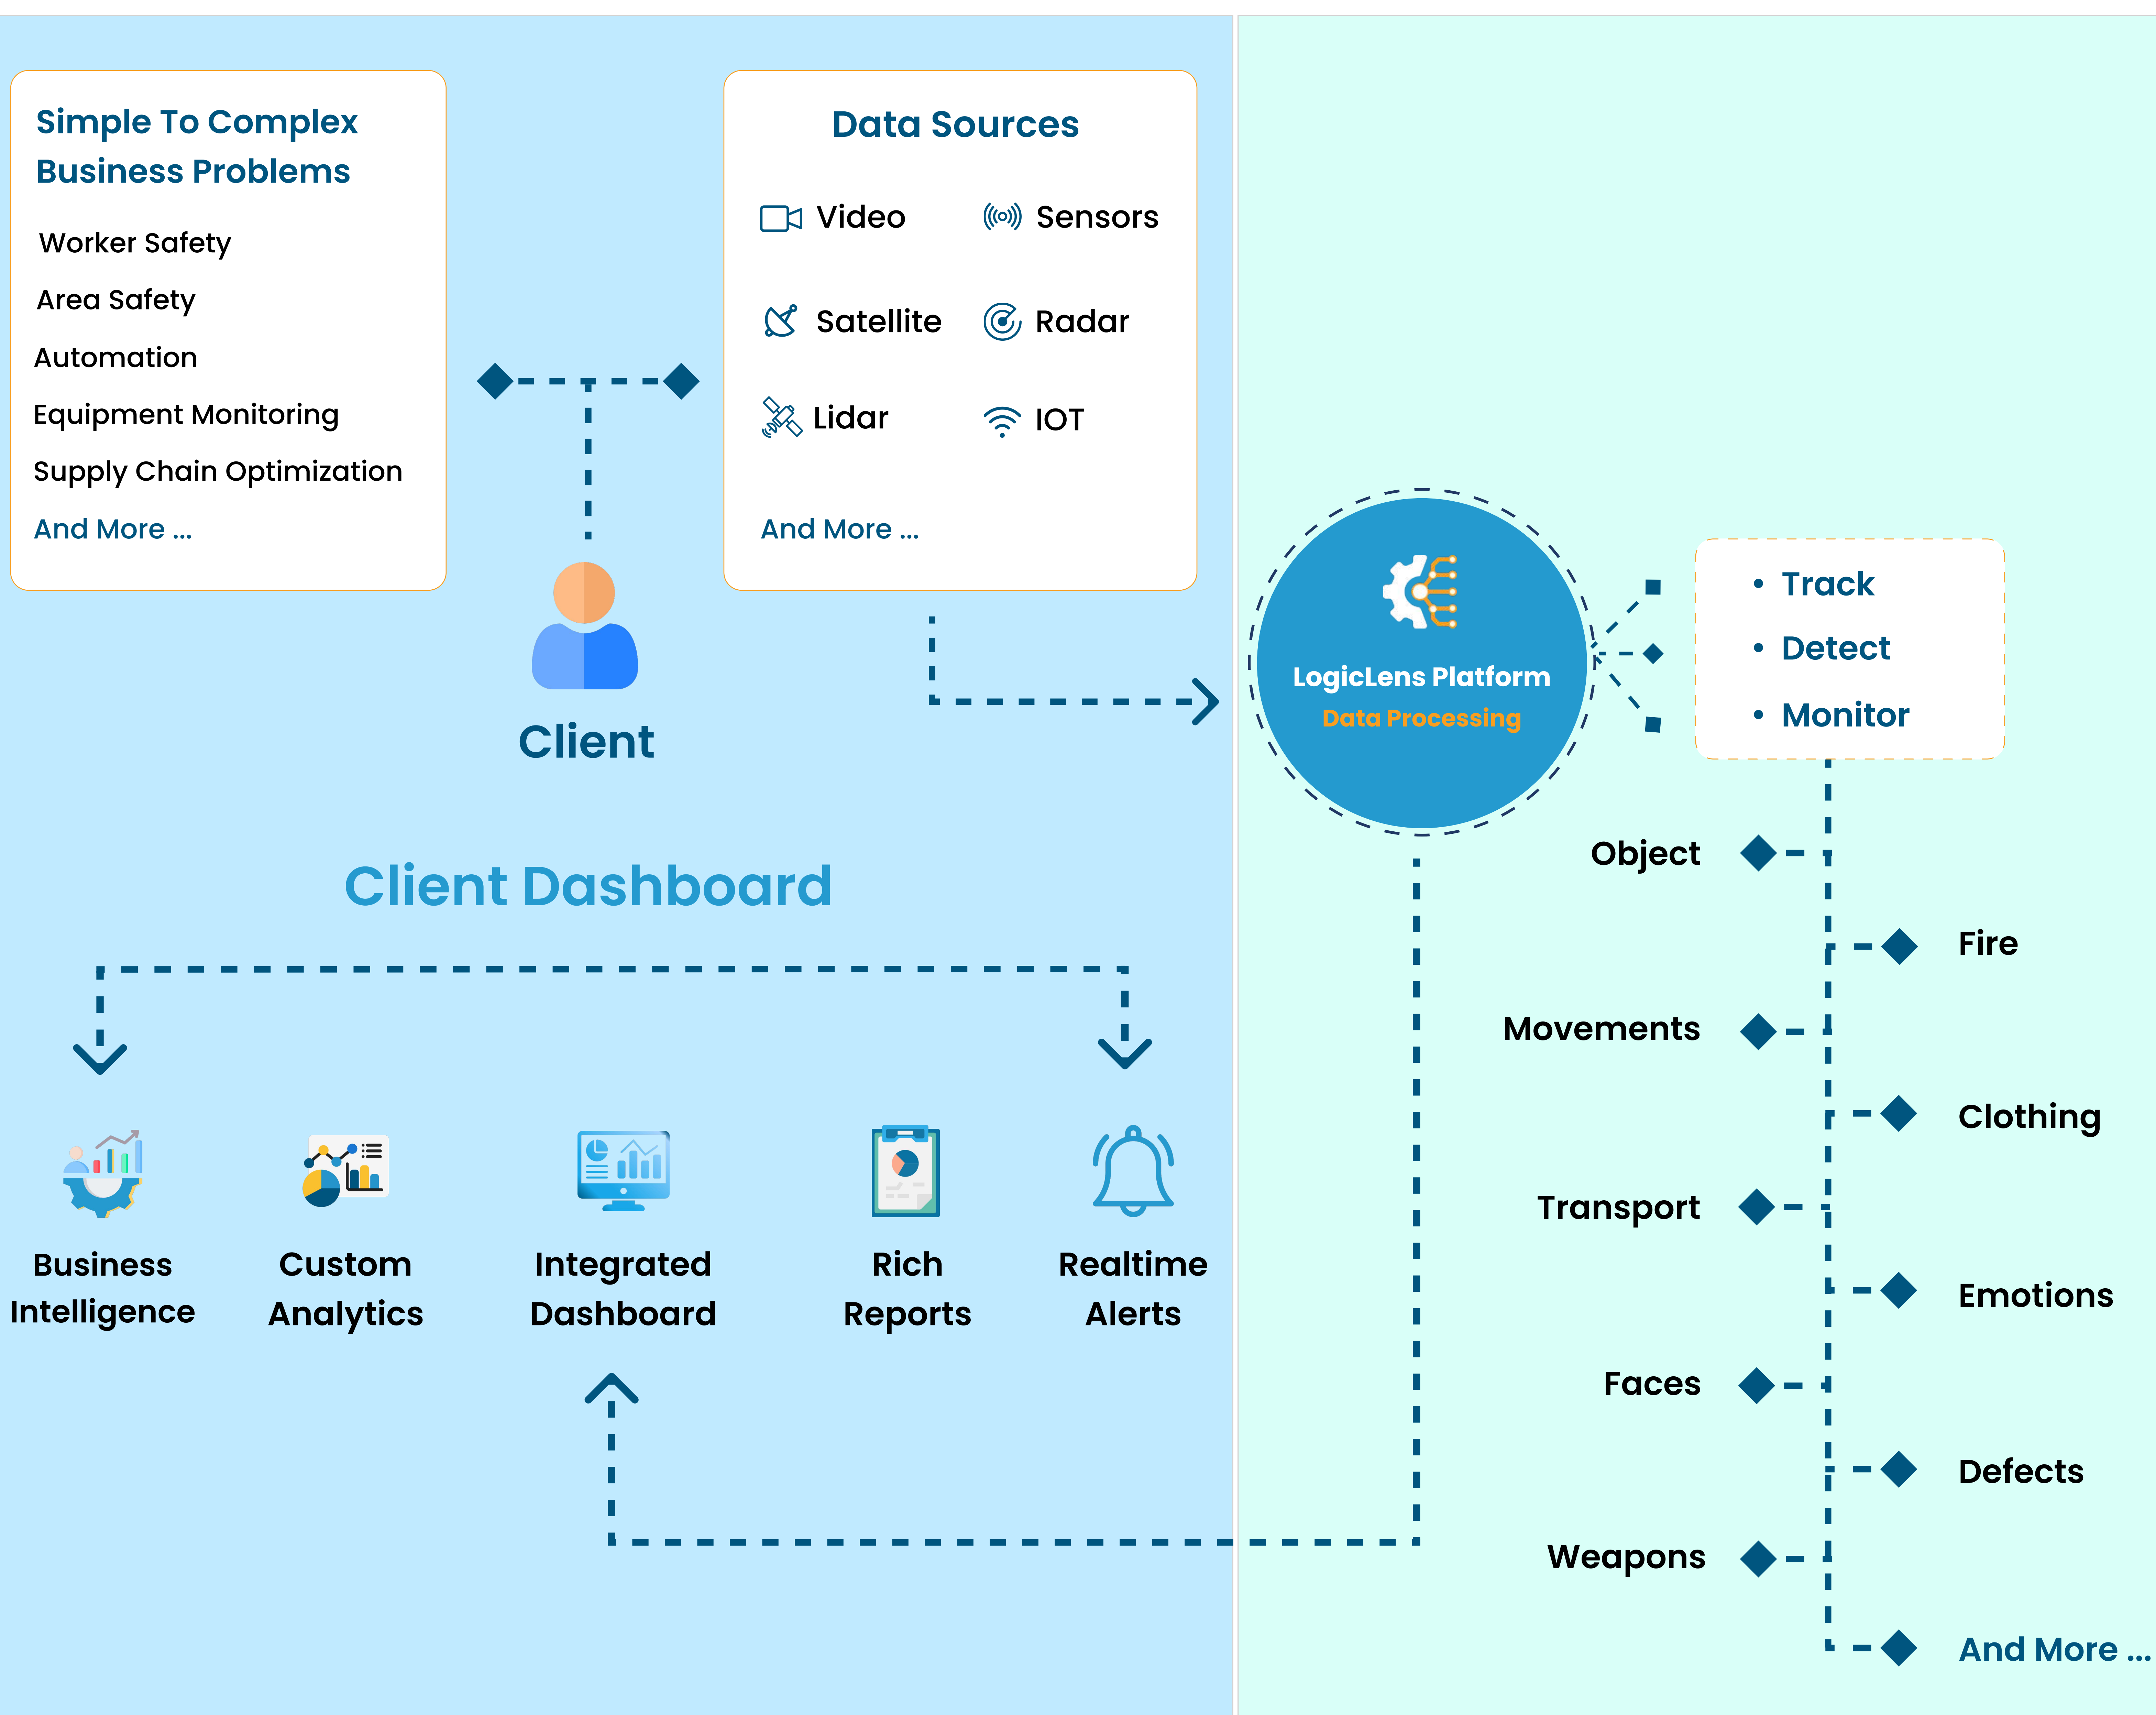 Simple To Complex
Business Problems
Worker Safety
Area Safety
Automation
Equipment Monitoring
Supply Chain Optimization
And More ...
Data Sources
Video
Sensors
Satellite
Radar
Lidar
IOT
And More ...
Client
LogicLens Platform
Data Processing
• Track
• Detect
• Monitor
Object
Fire
Movements
Clothing
Transport
Emotions
Faces
Defects
Weapons
And More ...
Client Dashboard
Business
Intelligence
Custom
Analytics
Integrated
Dashboard
Rich
Reports
Realtime
Alerts